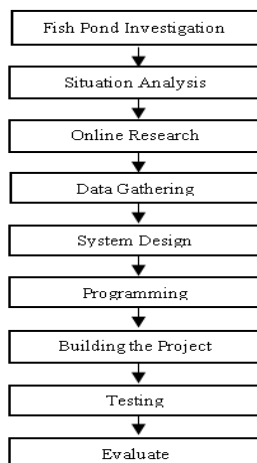 Fish Pond Investigation
Situation Analysis
Online Research
Data Gathering
System Design
Programming
Building the Project
Testing
Evaluate